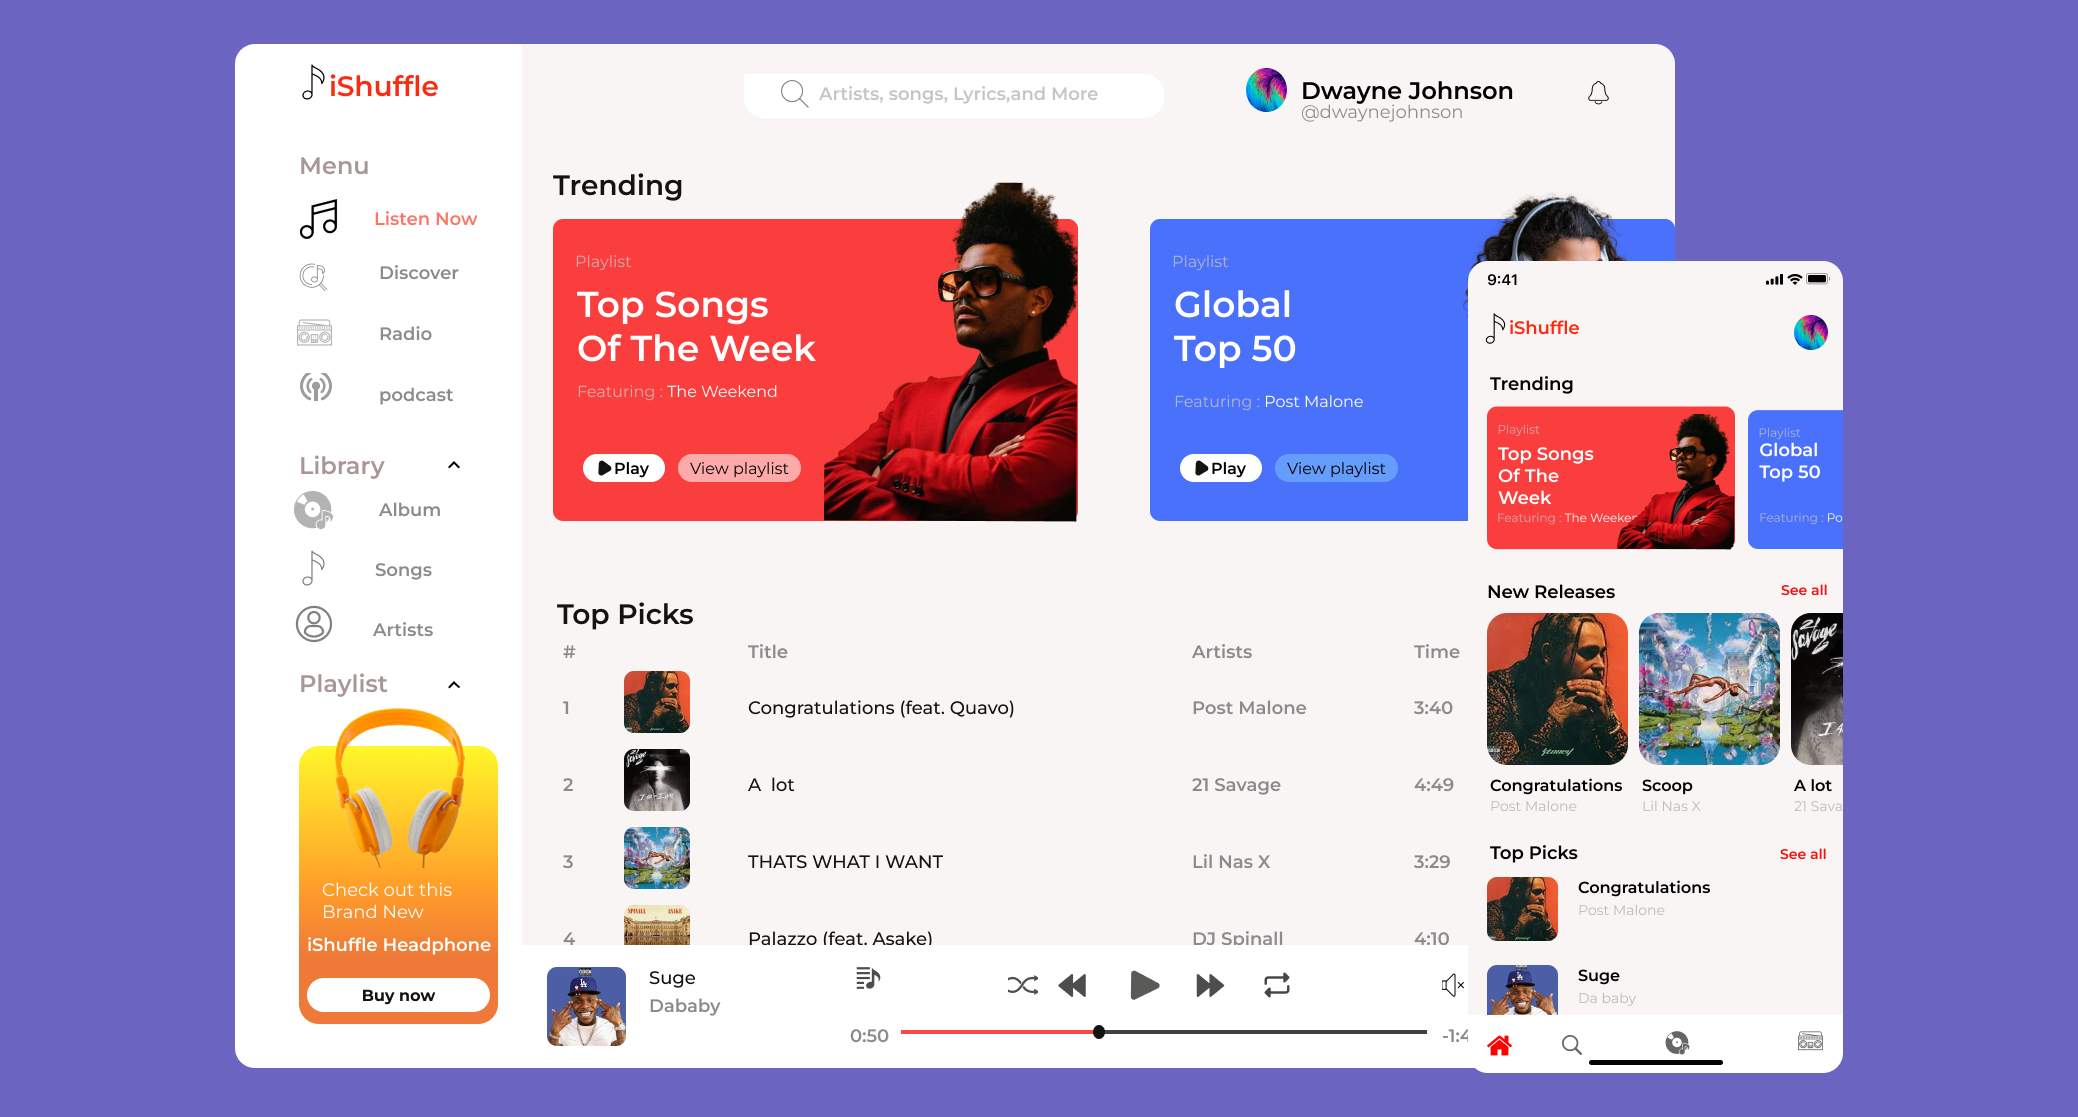 iShuffle
Artists, songs, Lyrics,and More
Dwayne Johnson
@dwaynejohnson
Menu
Listen Now
Discover
Radio
podcast
Library
Album
Songs
Artists
Playlist
Check out this
Brand New
iShuffle Headphone
Buy now
Trending
Playlist
Top Songs
Of The Week
Featuring : The Weekend
Play
View playlist
Playlist
Global
Top 50
Featuring : Post Malone
Play
View playlist
Top Picks
# Title Artists Time
1 Congratulations (feat. Quavo) Post Malone 3:40
2 A lot 21 Savage 4:49
3 THATS WHAT I WANT Lil Nas X 3:29
SPINALL ASAKE
4 Palazzo (feat. Asake) DJ Spinall 4:10
Suge
Dababy
0:50
-1:4
9:41
iShuffle
Trending
Playlist
Top Songs
Of The
Week
Featuring : The Weeken
Playlist
Global
Top 50
Featuring : Po
New Releases
See all
Stoney
21
Savage
Congratulations
Post Malone
Scoop
Lil Nas X
A lot
21 Sava
Top Picks
See all
Congratulations
Post Malone
Suge
Da baby